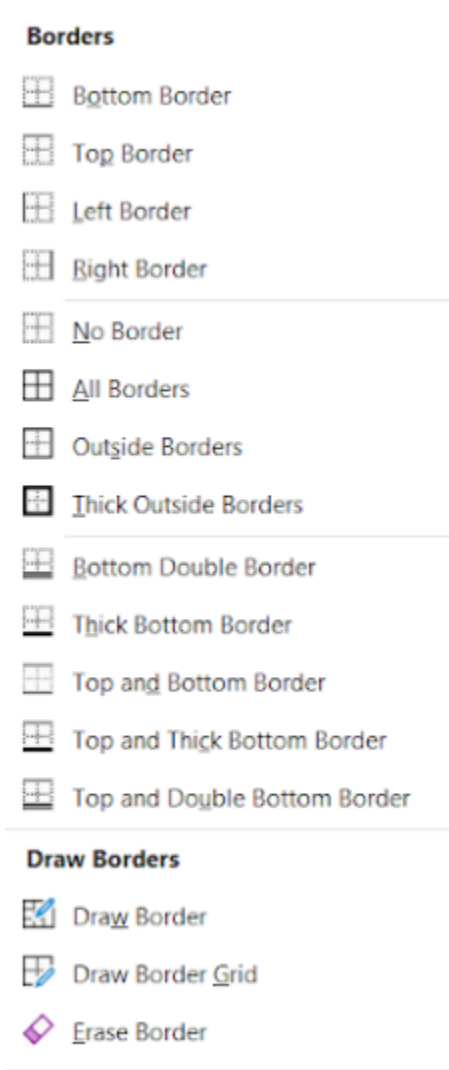 Borders
Bottom Border
Top Border
Left Border
Right Border
No Border
All Borders
Outside Borders
Thick Outside Borders
Bottom Double Border
Thick Bottom Border
Top and Bottom Border
Top and Thick Bottom Border
Top and Double Bottom Border
Draw Borders
Draw Border
Draw Border Grid
Erase Border